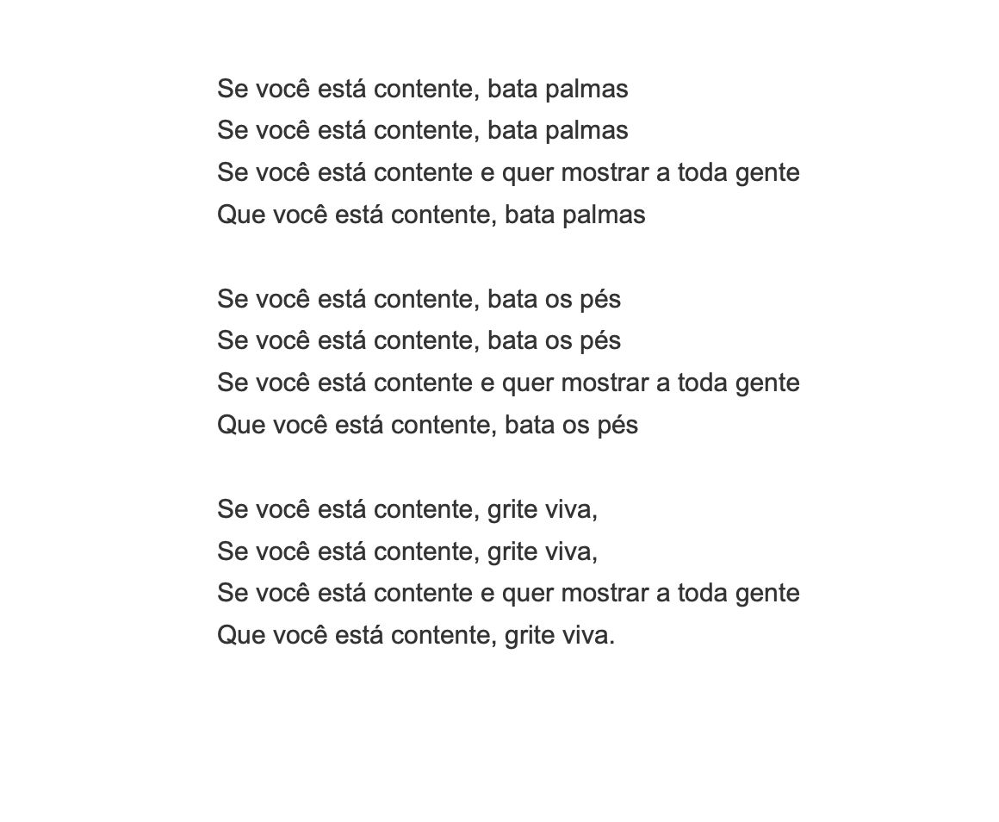 Se você está contente, bata palmas
Se você está contente, bata palmas
Se você está contente e quer mostrar a toda gente
Que você está contente, bata palmas

Se você está contente, bata os pés
Se você está contente, bata os pés
Se você está contente e quer mostrar a toda gente
Que você está contente, bata os pés

Se você está contente, grite viva,
Se você está contente, grite viva,
Se você está contente e quer mostrar a toda gente
Que você está contente, grite viva.